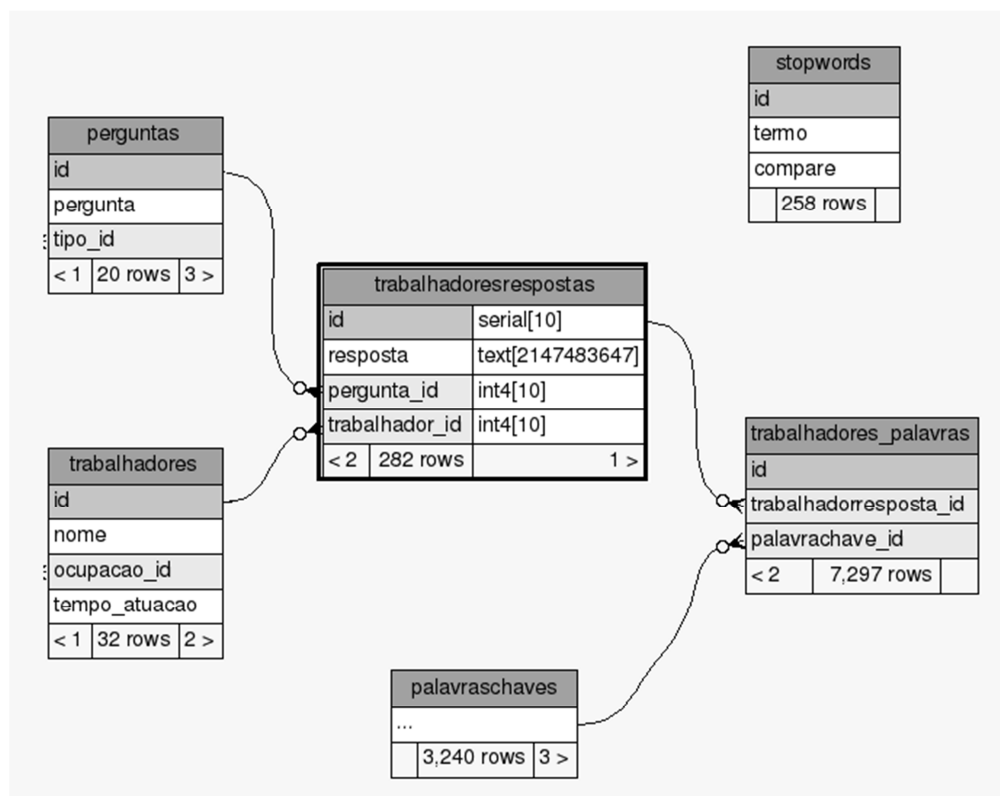 stopwords
id
termo
compare
258 rows
perguntas
id
pergunta
tipo_id
< 1 20 rows 3 >
trabalhadoresrespostas
id serial[10]
resposta text[2147483647]
pergunta_id int4[10]
trabalhador_id int4[10]
< 2 282 rows 1 >
trabalhadores
id
nome
ocupacao_id
tempo_atuacao
< 1 32 rows 2 >
trabalhadores_palavras
id
trabalhadorresposta_id
palavrachave_id
< 2 7,297 rows
palavraschaves
...
3,240 rows 3 >